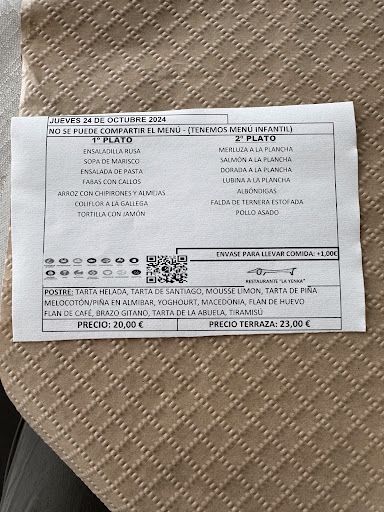 JUEVES 24 DE OCTUBRE 2024
NO SE PUEDE COMPARTIR EL MENÚ - (TENEMOS MENÚ INFANTIL)
1º PLATO
ENSALADILLA RUSA
SOPA DE MARISCO
ENSALADA DE PASTA
FABAS CON CALLOS
ARROZ CON CHIPIRONES Y ALMEJAS
COLIFLOR A LA GALLEGA
TORTILLA CON JAMÓN
2º PLATO
MERLUZA A LA PLANCHA
SALMÓN A LA PLANCHA
DORADA A LA PLANCHA
LUBINA A LA PLANCHA
ALBÓNDIGAS
FALDA DE TERNERA ESTOFADA
POLLO ASADO
ENVASE PARA LLEVAR COMIDA: +1,00€
RESTAURANTE "LA YENKA"
POSTRE: TARTA HELADA, TARTA DE SANTIAGO, MOUSSE LIMON, TARTA DE PIÑA
MELOCOTÓN/PIÑA EN ALMIBAR, YOGHOURT, MACEDONIA, FLAN DE HUEVO
FLAN DE CAFÉ, BRAZO GITANO, TARTA DE LA ABUELA, TIRAMISÚ
PRECIO: 20,00 €
PRECIO TERRAZA: 23,00 €